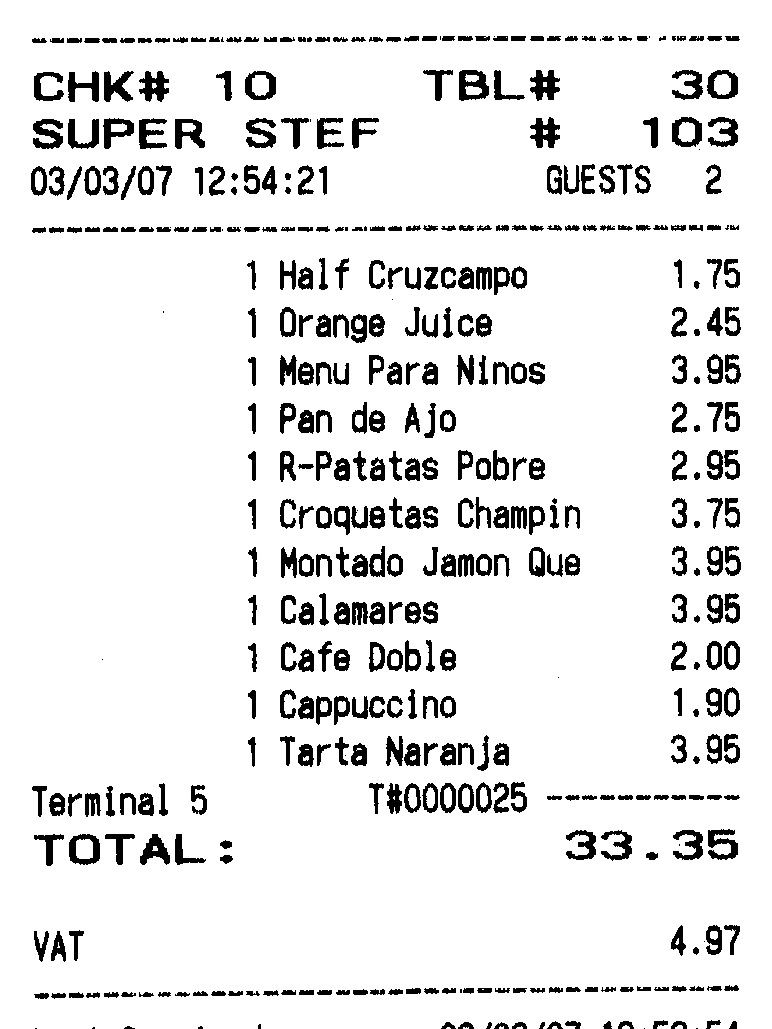 CHK# 10 TBL# 30
SUPER STEF # 103
03/03/07 12:54:21 GUESTS 2
1 Half Cruzcampo 1.75
1 Orange Juice 2.45
1 Menu Para Ninos 3.95
1 Pan de Ajo 2.75
1 R-Patatas Pobre 2.95
1 Croquetas Champin 3.75
1 Montado Jamon Que 3.95
1 Calamares 3.95
1 Cafe Doble 2.00
1 Cappuccino 1.90
1 Tarta Naranja 3.95
Terminal 5 T#0000025 -----------
TOTAL: 33.35
VAT 4.97